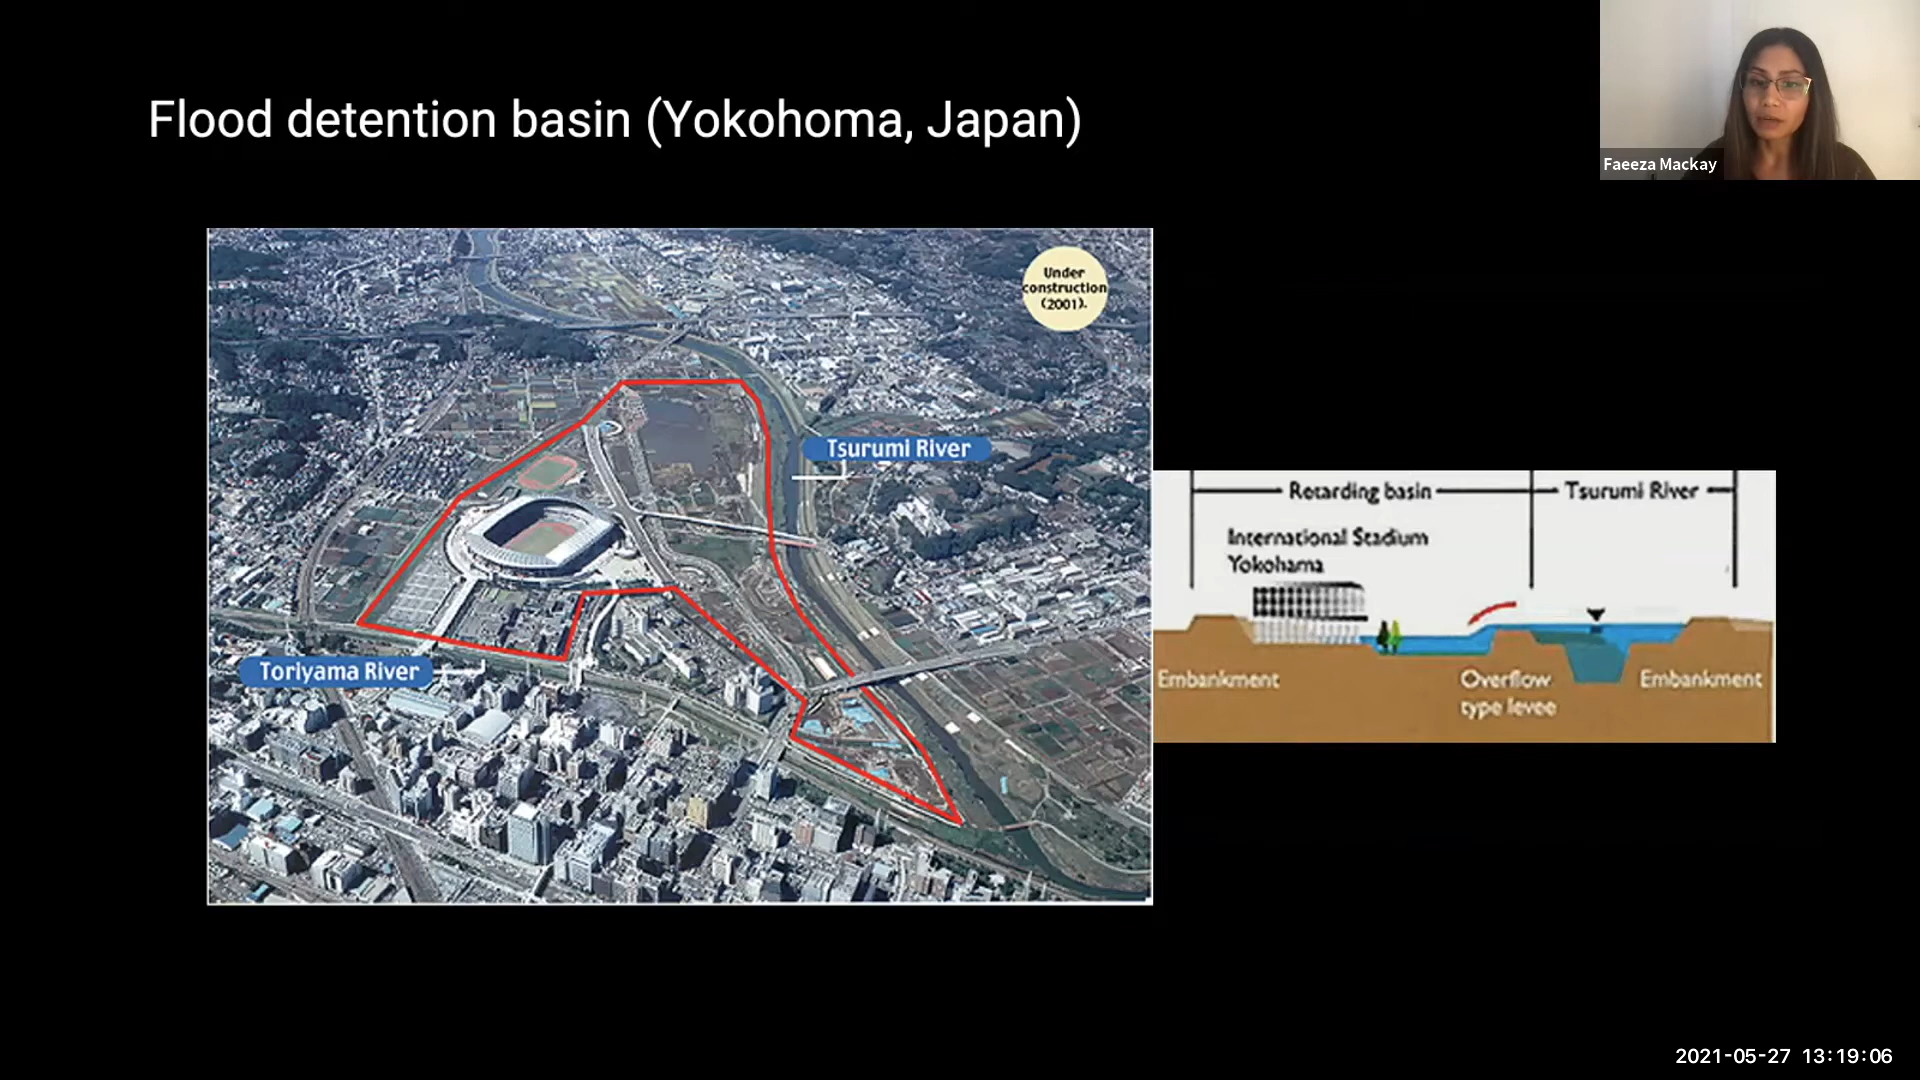 Flood detention basin (Yokohoma, Japan)
Faeeza Mackay
Under
construction
(2001).
Tsurumi River
Toriyama River
Retarding basin
Tsurumi River
International Stadium
Yokohama
Embankment
Overflow
type levee
Embankment
2021-05-27 13:19:06